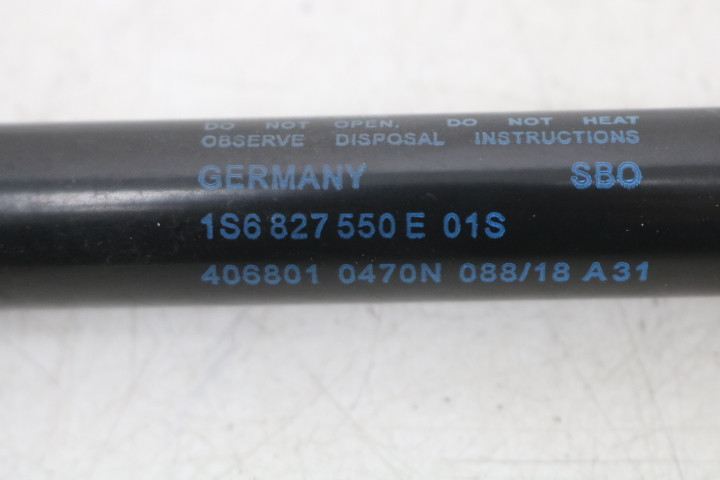 DO NOT OPEN. DO NOT HEAT
OBSERVE DISPOSAL INSTRUCTIONS
GERMANY SBO
1S6 827 550 E 01S
406801 0470N 088/18 A31